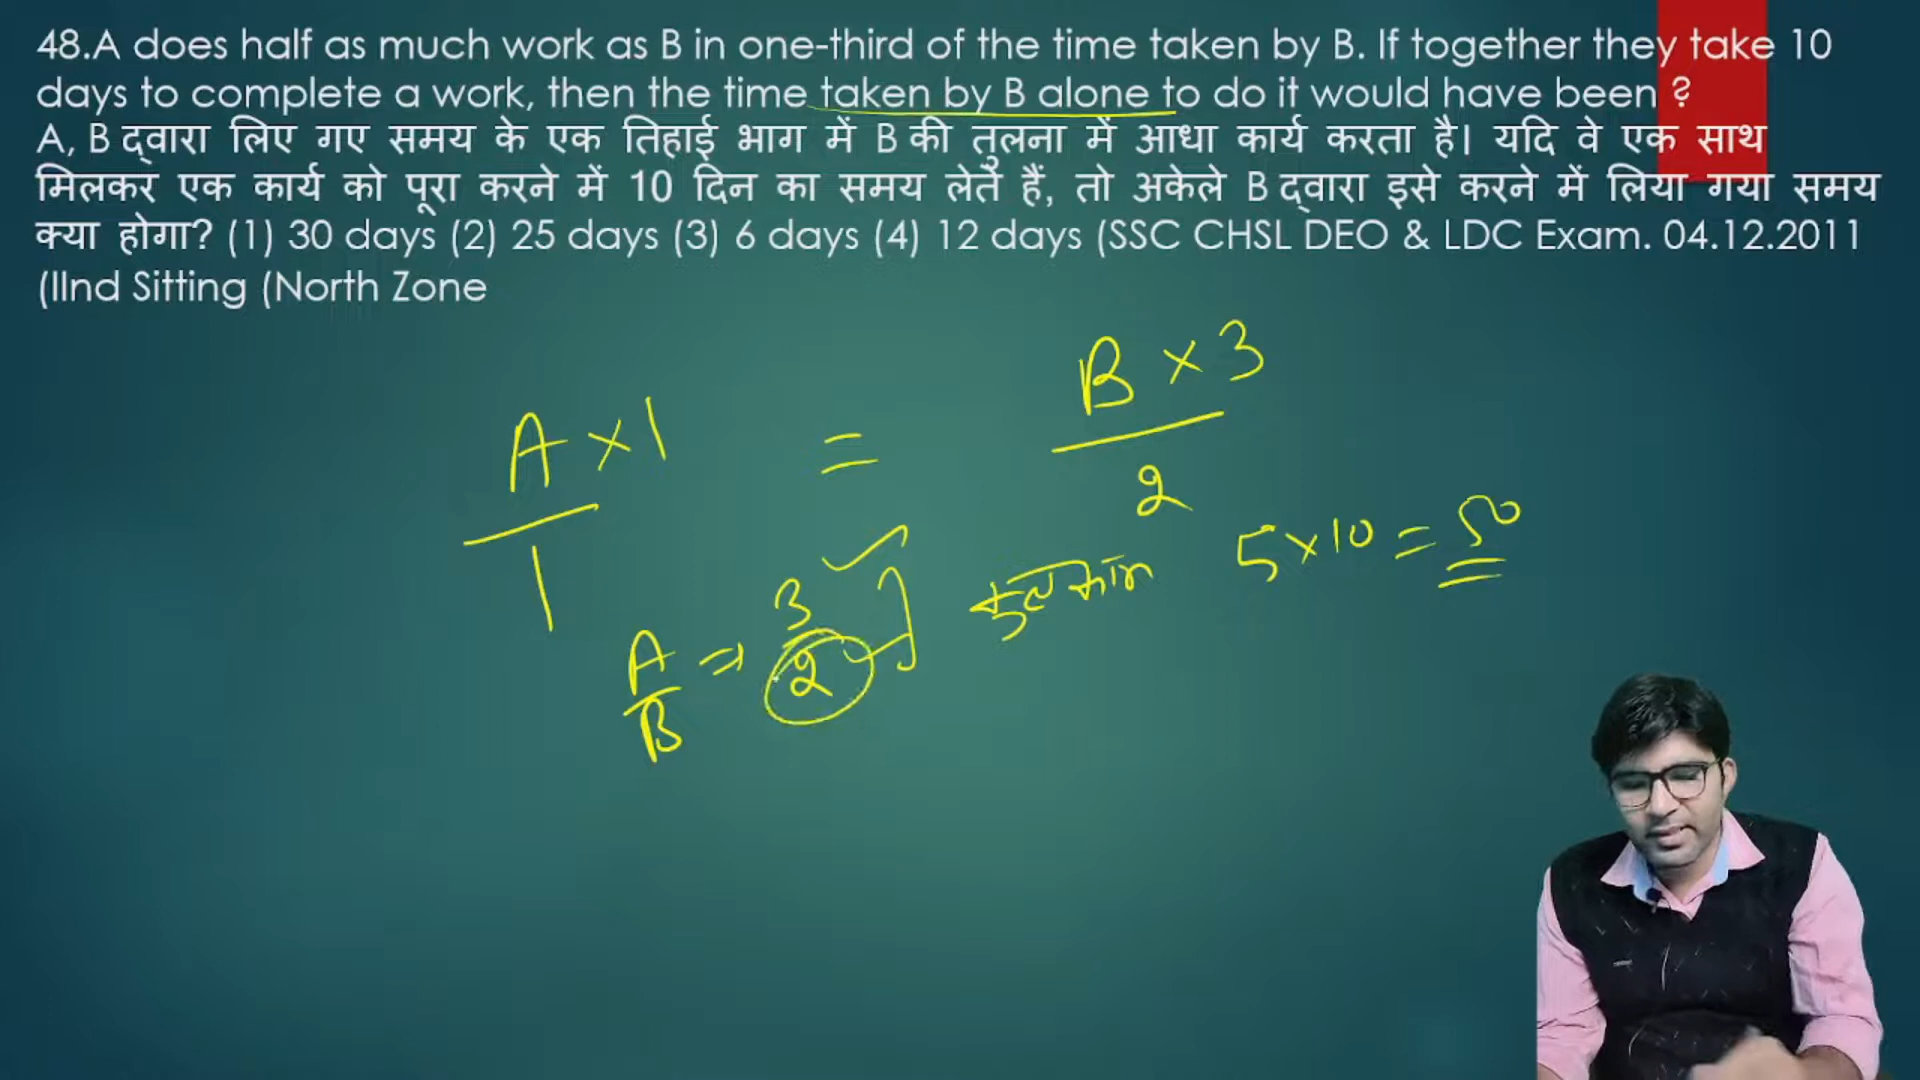 48.A does half as much work as B in one-third of the time taken by B. If together they take 10
days to complete a work, then the time taken by B alone to do it would have been ?
A, B द्वारा लिए गए समय के एक तिहाई भाग में B की तुलना में आधा कार्य करता है। यदि वे एक साथ
मिलकर एक कार्य को पूरा करने में 10 दिन का समय लेते हैं, तो अकेले B द्वारा इसे करने में लिया गया समय
क्या होगा? (1) 30 days (2) 25 days (3) 6 days (4) 12 days (SSC CHSL DEO & LDC Exam. 04.12.2011
(IInd Sitting (North Zone
A × 1 / 1 = B × 3 / 2
A / B ⇒ 3 / 2
5 × 10 = 50